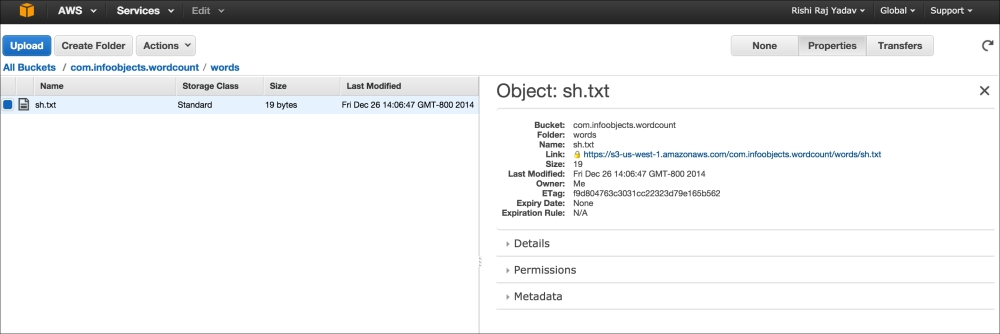 AWS Services Edit Rishi Raj Yadav Global Support
Upload Create Folder Actions None Properties Transfers
All Buckets / com.infoobjects.wordcount / words
Name Storage Class Size Last Modified
sh.txt Standard 19 bytes Fri Dec 26 14:06:47 GMT-800 2014
Object: sh.txt
Bucket: com.infoobjects.wordcount
Folder: words
Name: sh.txt
Link: https://s3-us-west-1.amazonaws.com/com.infoobjects.wordcount/words/sh.txt
Size: 19
Last Modified: Fri Dec 26 14:06:47 GMT-800 2014
Owner: Me
ETag: f9d804763c3031cc22323d79e165b562
Expiry Date: None
Expiration Rule: N/A
Details
Permissions
Metadata